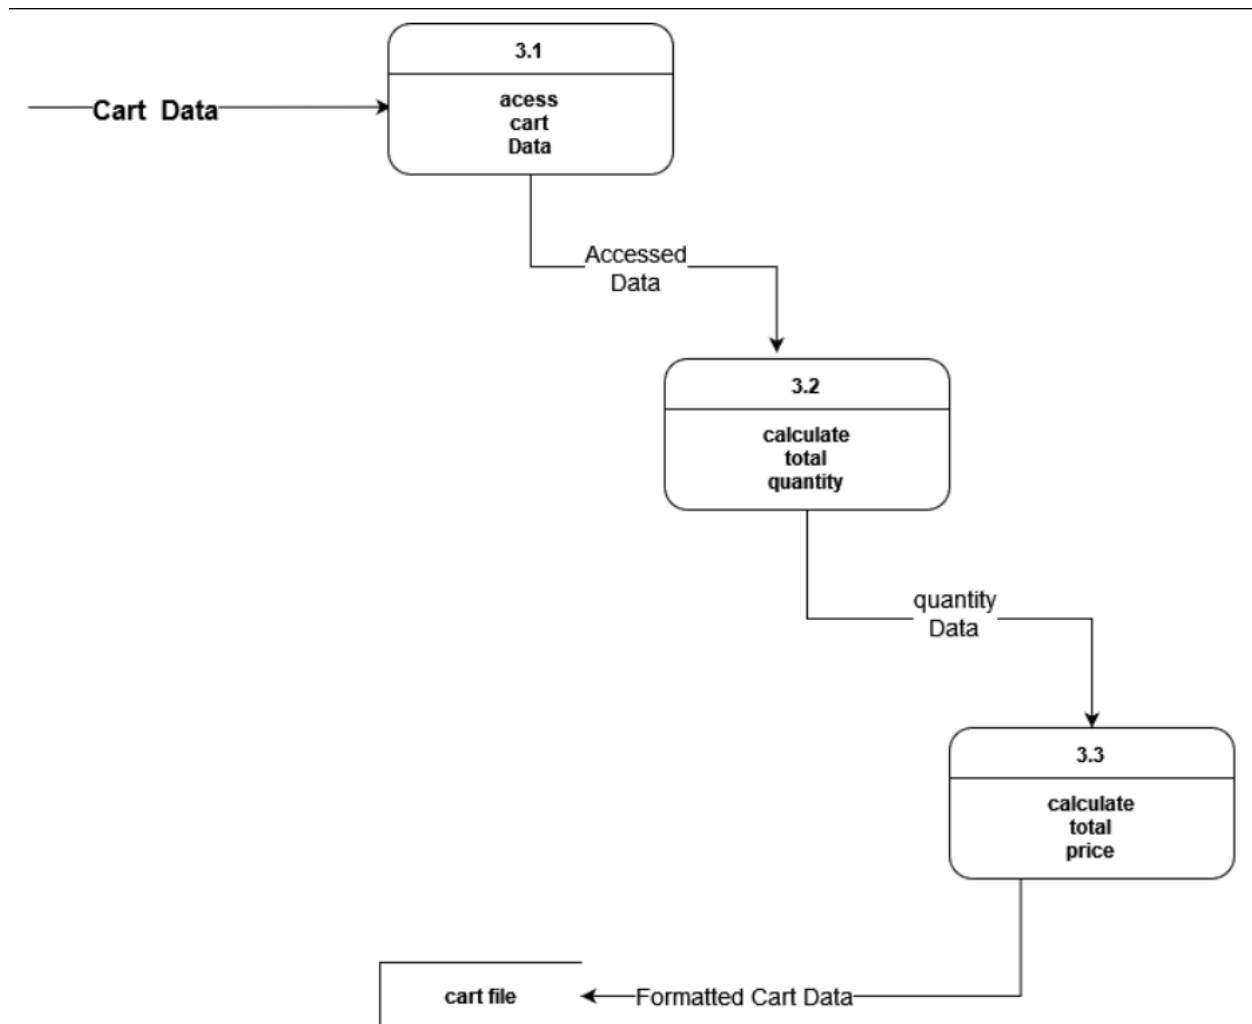 3.1
Cart Data
acess
cart
Data
Accessed
Data
3.2
calculate
total
quantity
quantity
Data
3.3
calculate
total
price
cart file
Formatted Cart Data